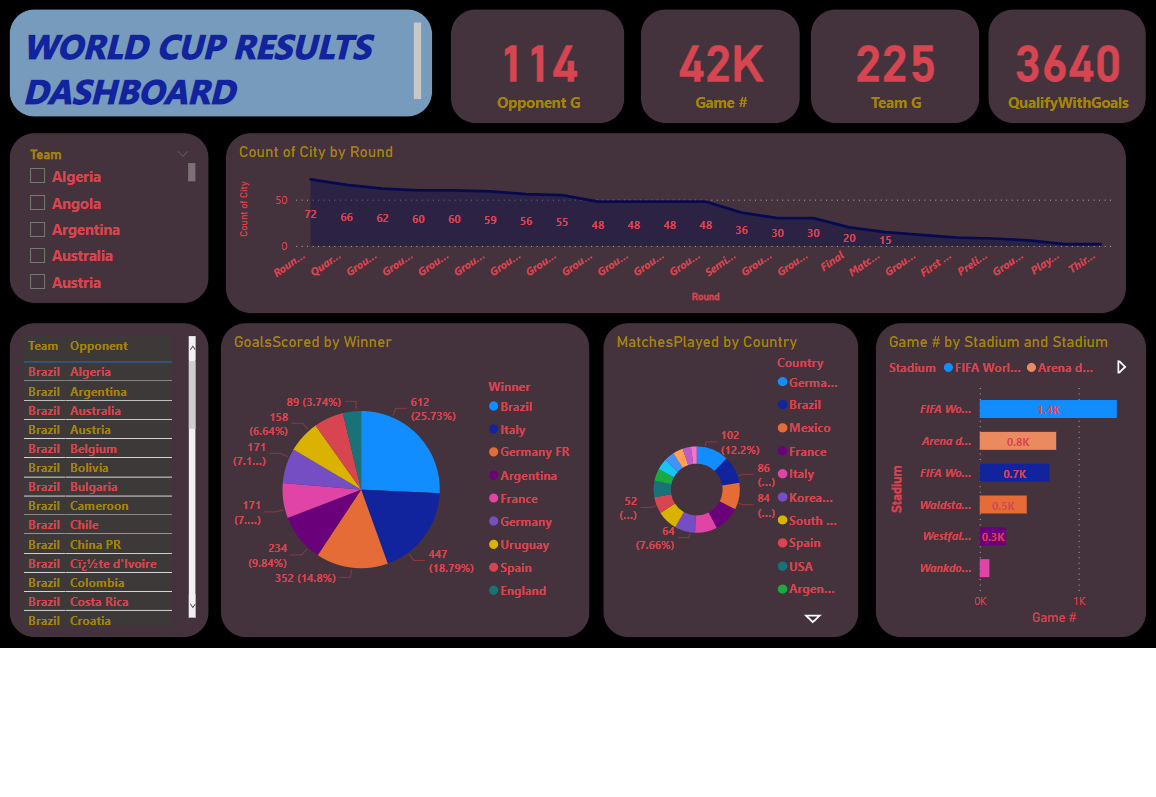 WORLD CUP RESULTS
DASHBOARD
114
Opponent G
42K
Game #
225
Team G
3640
QualifyWithGoals
Team
Algeria
Angola
Argentina
Australia
Austria
Count of City by Round
Count of City
50
0
72 66 62 60 60 59 56 55 48 48 48 48 36 30 30 20 15
Roun... Quar... Grou... Grou... Grou... Grou... Grou... Grou... Grou... Grou... Grou... Grou... Semi... Grou... Grou... Final Matc... Grou... First ... Preli... Grou... Play... Thir...
Round
Team Opponent
Brazil Algeria
Brazil Argentina
Brazil Australia
Brazil Austria
Brazil Belgium
Brazil Bolivia
Brazil Bulgaria
Brazil Cameroon
Brazil Chile
Brazil China PR
Brazil Cï¿½te d'Ivoire
Brazil Colombia
Brazil Costa Rica
Brazil Croatia
GoalsScored by Winner
612
(25.73%)
447
(18.79%)
352 (14.8%)
234
(9.84%)
171
(7....)
171
(7.1...)
158
(6.64%)
89 (3.74%)
Winner
Brazil
Italy
Germany FR
Argentina
France
Germany
Uruguay
Spain
England
MatchesPlayed by Country
102
(12.2%)
86
(...)
84
(...)
64
(7.66%)
52
(...)
Country
Germa...
Brazil
Mexico
France
Italy
Korea...
South ...
Spain
USA
Argen...
Game # by Stadium and Stadium
Stadium FIFA Worl... Arena d...
Stadium
FIFA Wo... 1.4K
Arena d... 0.8K
FIFA Wo... 0.7K
Waldsta... 0.5K
Westfal... 0.3K
Wankdo...
0K 1K
Game #